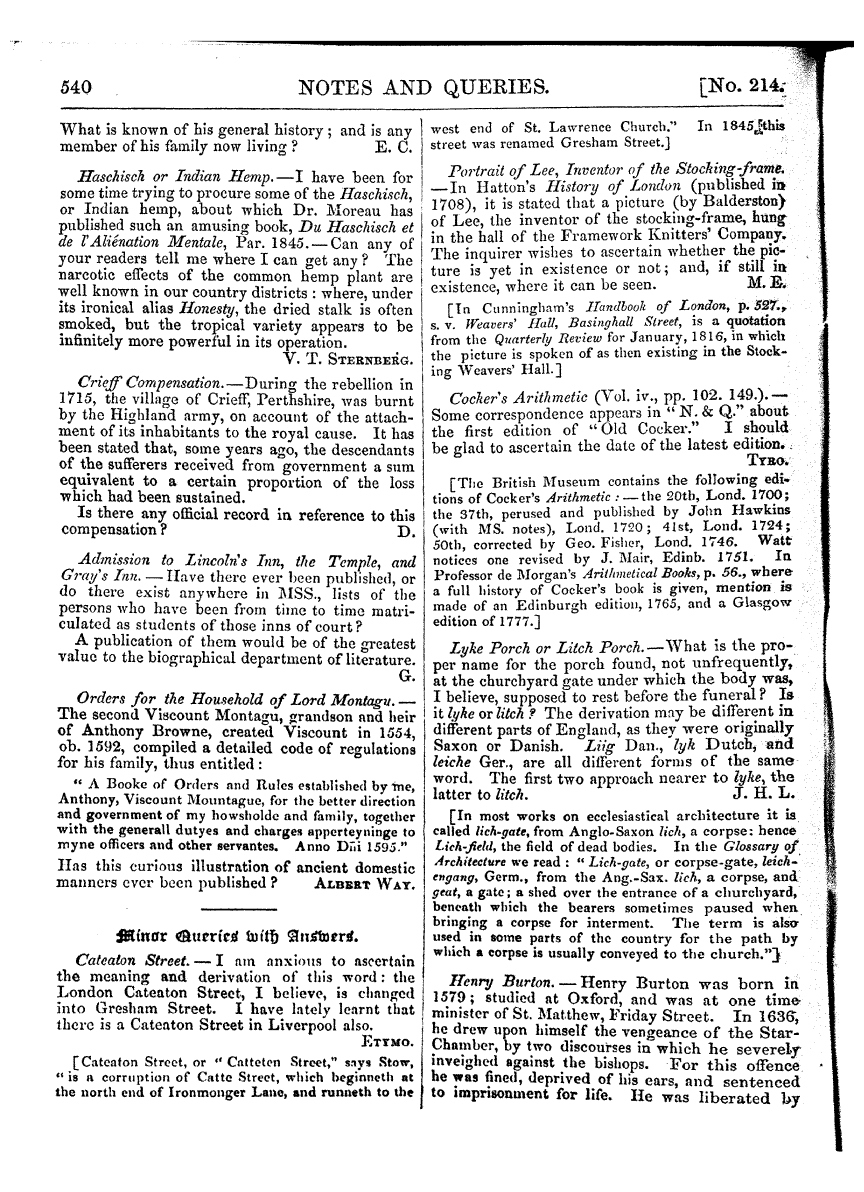 540 NOTES AND QUERIES. [No. 214.
What is known of his general history ; and is any
member of his family now living ? E. C.
Haschisch or Indian Hemp.—I have been for
some time trying to procure some of the Haschisch,
or Indian hemp, about which Dr. Moreau has
published such an amusing book, Du Haschisch et
de l'Aliénation Mentale, Par. 1845.—Can any of
your readers tell me where I can get any ? The
narcotic effects of the common hemp plant are
well known in our country districts : where, under
its ironical alias Honesty, the dried stalk is often
smoked, but the tropical variety appears to be
infinitely more powerful in its operation.
V. T. STERNBERG.
Crieff Compensation.—During the rebellion in
1715, the village of Crieff, Perthshire, was burnt
by the Highland army, on account of the attach-
ment of its inhabitants to the royal cause. It has
been stated that, some years ago, the descendants
of the sufferers received from government a sum
equivalent to a certain proportion of the loss
which had been sustained.
Is there any official record in reference to this
compensation ? D.
Admission to Lincoln's Inn, the Temple, and
Gray's Inn. — Have there ever been published, or
do there exist anywhere in MSS., lists of the
persons who have been from time to time matri-
culated as students of those inns of court ?
A publication of them would be of the greatest
value to the biographical department of literature.
G.
Orders for the Household of Lord Montagu. —
The second Viscount Montagu, grandson and heir
of Anthony Browne, created Viscount in 1554,
ob. 1592, compiled a detailed code of regulations
for his family, thus entitled :
" A Booke of Orders and Rules established by me,
Anthony, Viscount Mountague, for the better direction
and government of my howsholde and family, together
with the generall dutyes and charges apperteyninge to
myne officers and other servantes. Anno Dñi 1595."
Has this curious illustration of ancient domestic
manners ever been published ? ALBERT WAY.
Minor Queries with Answers.
Cateaton Street. — I am anxious to ascertain
the meaning and derivation of this word : the
London Cateaton Street, I believe, is changed
into Gresham Street. I have lately learnt that
there is a Cateaton Street in Liverpool also.
ETYMO.
[Cateaton Street, or " Catteten Street," says Stow,
" is a corruption of Catte Street, which beginneth at
the north end of Ironmonger Lane, and runneth to the
west end of St. Lawrence Church." In 1845 this
street was renamed Gresham Street.]
Portrait of Lee, Inventor of the Stocking-frame.
—In Hatton's History of London (published in
1708), it is stated that a picture (by Balderston)
of Lee, the inventor of the stocking-frame, hung
in the hall of the Framework Knitters' Company.
The inquirer wishes to ascertain whether the pic-
ture is yet in existence or not ; and, if still in
existence, where it can be seen. M. E.
[In Cunningham's Handbook of London, p. 527.,
s. v. Weavers' Hall, Basinghall Street, is a quotation
from the Quarterly Review for January, 1816, in which
the picture is spoken of as then existing in the Stock-
ing Weavers' Hall.]
Cocker's Arithmetic (Vol. iv., pp. 102. 149.).—
Some correspondence appears in " N. & Q." about
the first edition of "Old Cocker." I should
be glad to ascertain the date of the latest edition.
TYRO.
[The British Museum contains the following edi-
tions of Cocker's Arithmetic : — the 20th, Lond. 1700 ;
the 37th, perused and published by John Hawkins
(with MS. notes), Lond. 1720 ; 41st, Lond. 1724 ;
50th, corrected by Geo. Fisher, Lond. 1746. Watt
notices one revised by J. Mair, Edinb. 1751. In
Professor de Morgan's Arithmetical Books, p. 56., where
a full history of Cocker's book is given, mention is
made of an Edinburgh edition, 1765, and a Glasgow
edition of 1777.]
Lyke Porch or Litch Porch.—What is the pro-
per name for the porch found, not unfrequently,
at the churchyard gate under which the body was,
I believe, supposed to rest before the funeral ? Is
it lyke or litch ? The derivation may be different in
different parts of England, as they were originally
Saxon or Danish. Liig Dan., lyk Dutch, and
leiche Ger., are all different forms of the same
word. The first two approach nearer to lyke, the
latter to litch. J. H. L.
[In most works on ecclesiastical architecture it is
called lich-gate, from Anglo-Saxon lich, a corpse : hence
Lich-field, the field of dead bodies. In the Glossary of
Architecture we read : " Lich-gate, or corpse-gate, leich-
engang, Germ., from the Ang.-Sax. lich, a corpse, and
geat, a gate ; a shed over the entrance of a churchyard,
beneath which the bearers sometimes paused when
bringing a corpse for interment. The term is also
used in some parts of the country for the path by
which a corpse is usually conveyed to the church."]
Henry Burton. — Henry Burton was born in
1579 ; studied at Oxford, and was at one time
minister of St. Matthew, Friday Street. In 1636,
he drew upon himself the vengeance of the Star-
Chamber, by two discourses in which he severely
inveighed against the bishops. For this offence
he was fined, deprived of his ears, and sentenced
to imprisonment for life. He was liberated by